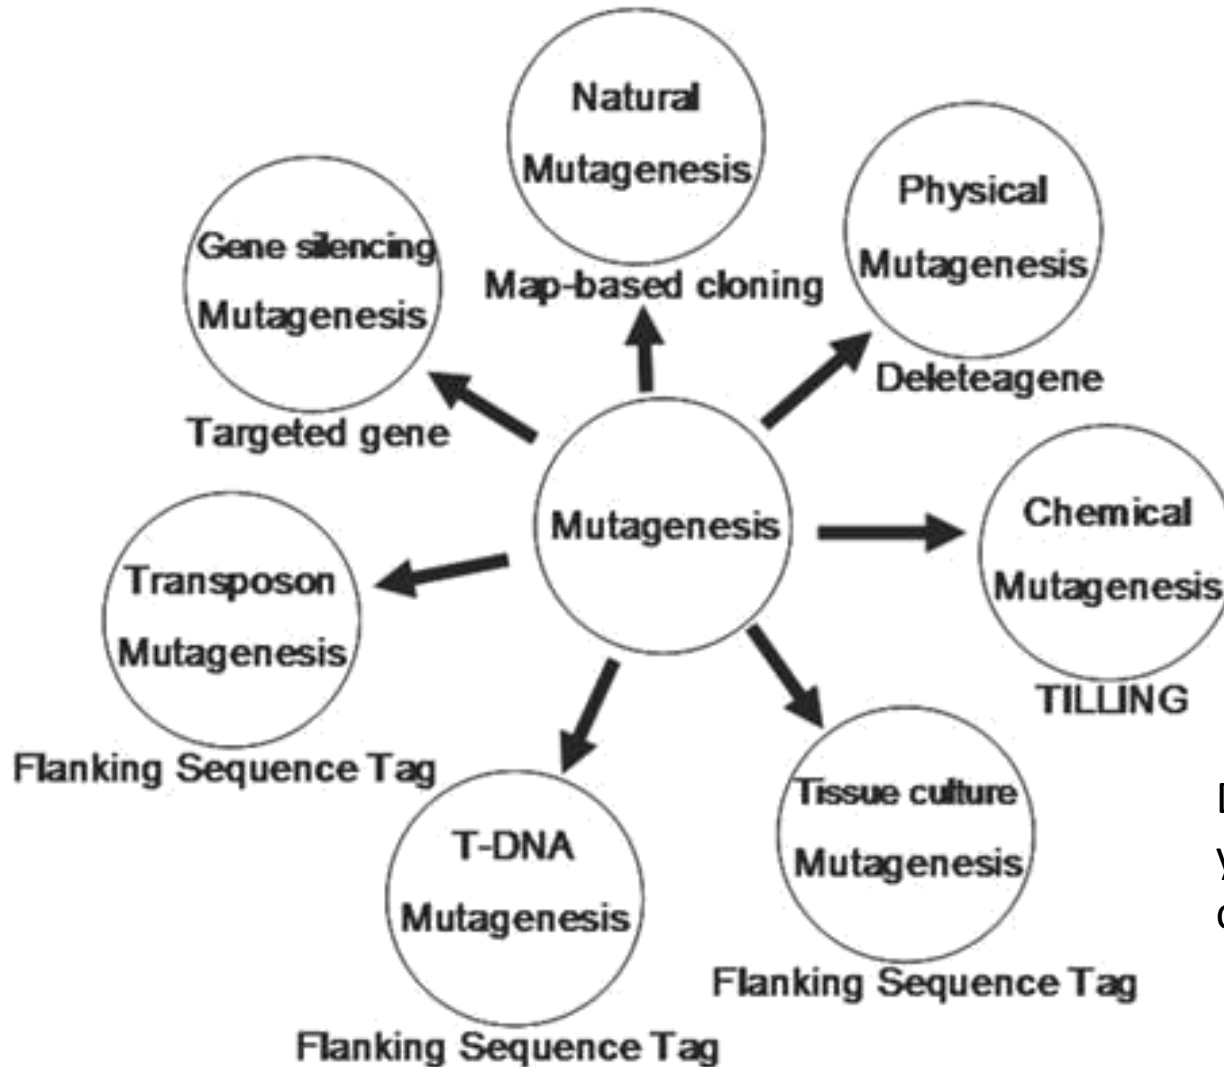 Natural
Mutagenesis
Map-based cloning
Physical
Mutagenesis
Deleteagene
Gene silencing
Mutagenesis
Targeted gene
Mutagenesis
Chemical
Mutagenesis
TILLING
Transposon
Mutagenesis
Flanking Sequence Tag
T-DNA
Mutagenesis
Flanking Sequence Tag
Tissue culture
Mutagenesis
Flanking Sequence Tag